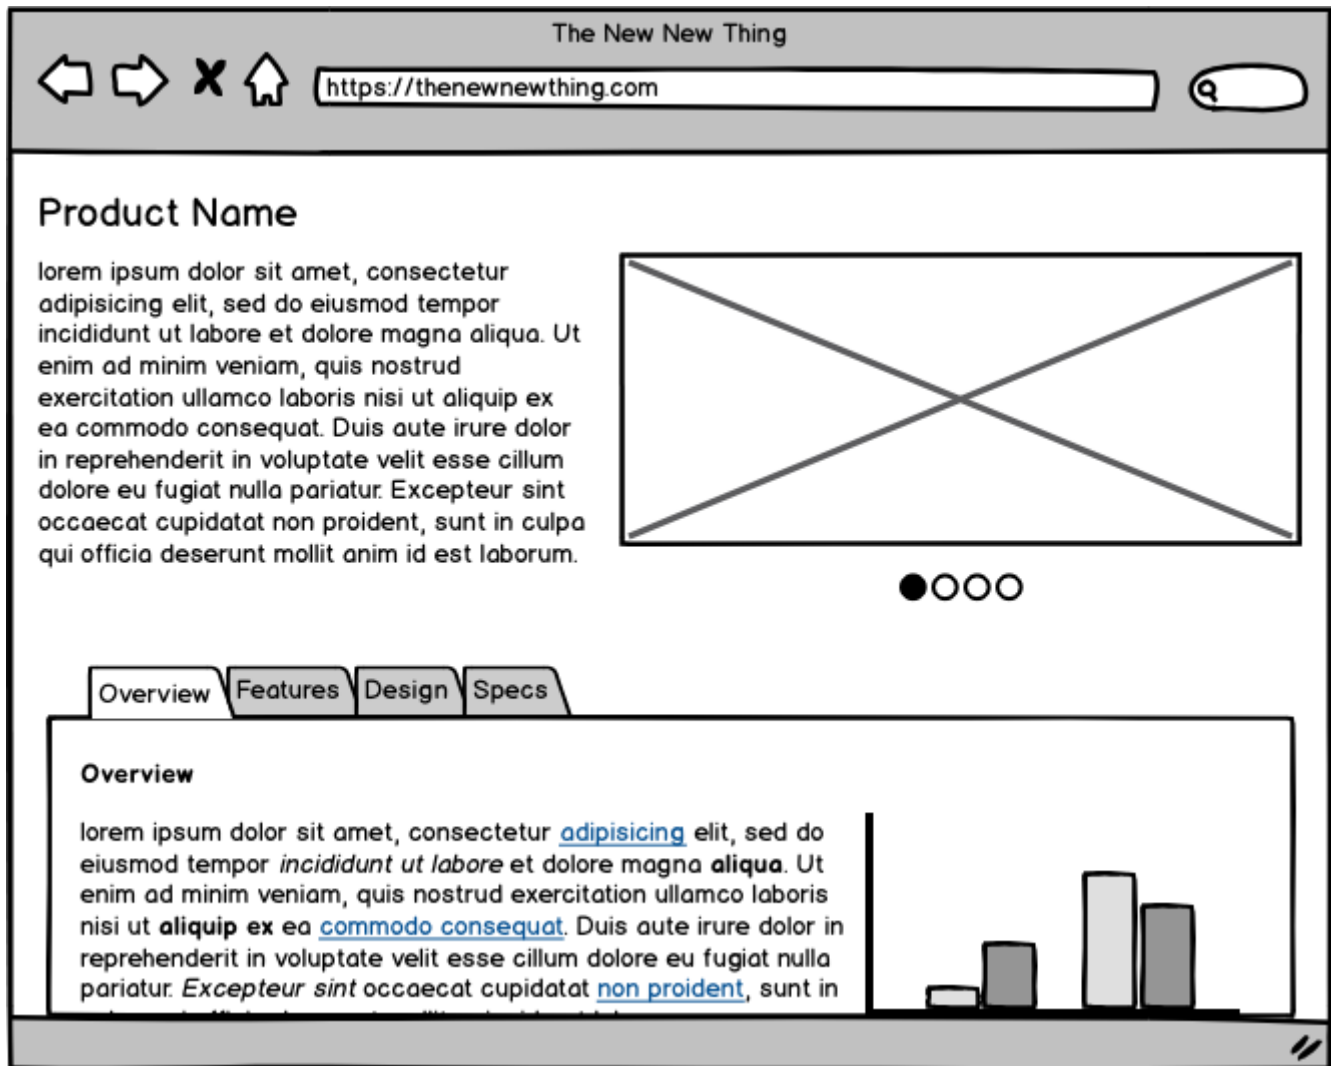 The New New Thing
https://thenewnewthing.com
Product Name
lorem ipsum dolor sit amet, consectetur
adipisicing elit, sed do eiusmod tempor
incididunt ut labore et dolore magna aliqua. Ut
enim ad minim veniam, quis nostrud
exercitation ullamco laboris nisi ut aliquip ex
ea commodo consequat. Duis aute irure dolor
in reprehenderit in voluptate velit esse cillum
dolore eu fugiat nulla pariatur. Excepteur sint
occaecat cupidatat non proident, sunt in culpa
qui officia deserunt mollit anim id est laborum.
Overview Features Design Specs
Overview
lorem ipsum dolor sit amet, consectetur adipisicing elit, sed do
eiusmod tempor incididunt ut labore et dolore magna aliqua. Ut
enim ad minim veniam, quis nostrud exercitation ullamco laboris
nisi ut aliquip ex ea commodo consequat. Duis aute irure dolor in
reprehenderit in voluptate velit esse cillum dolore eu fugiat nulla
pariatur. Excepteur sint occaecat cupidatat non proident, sunt in